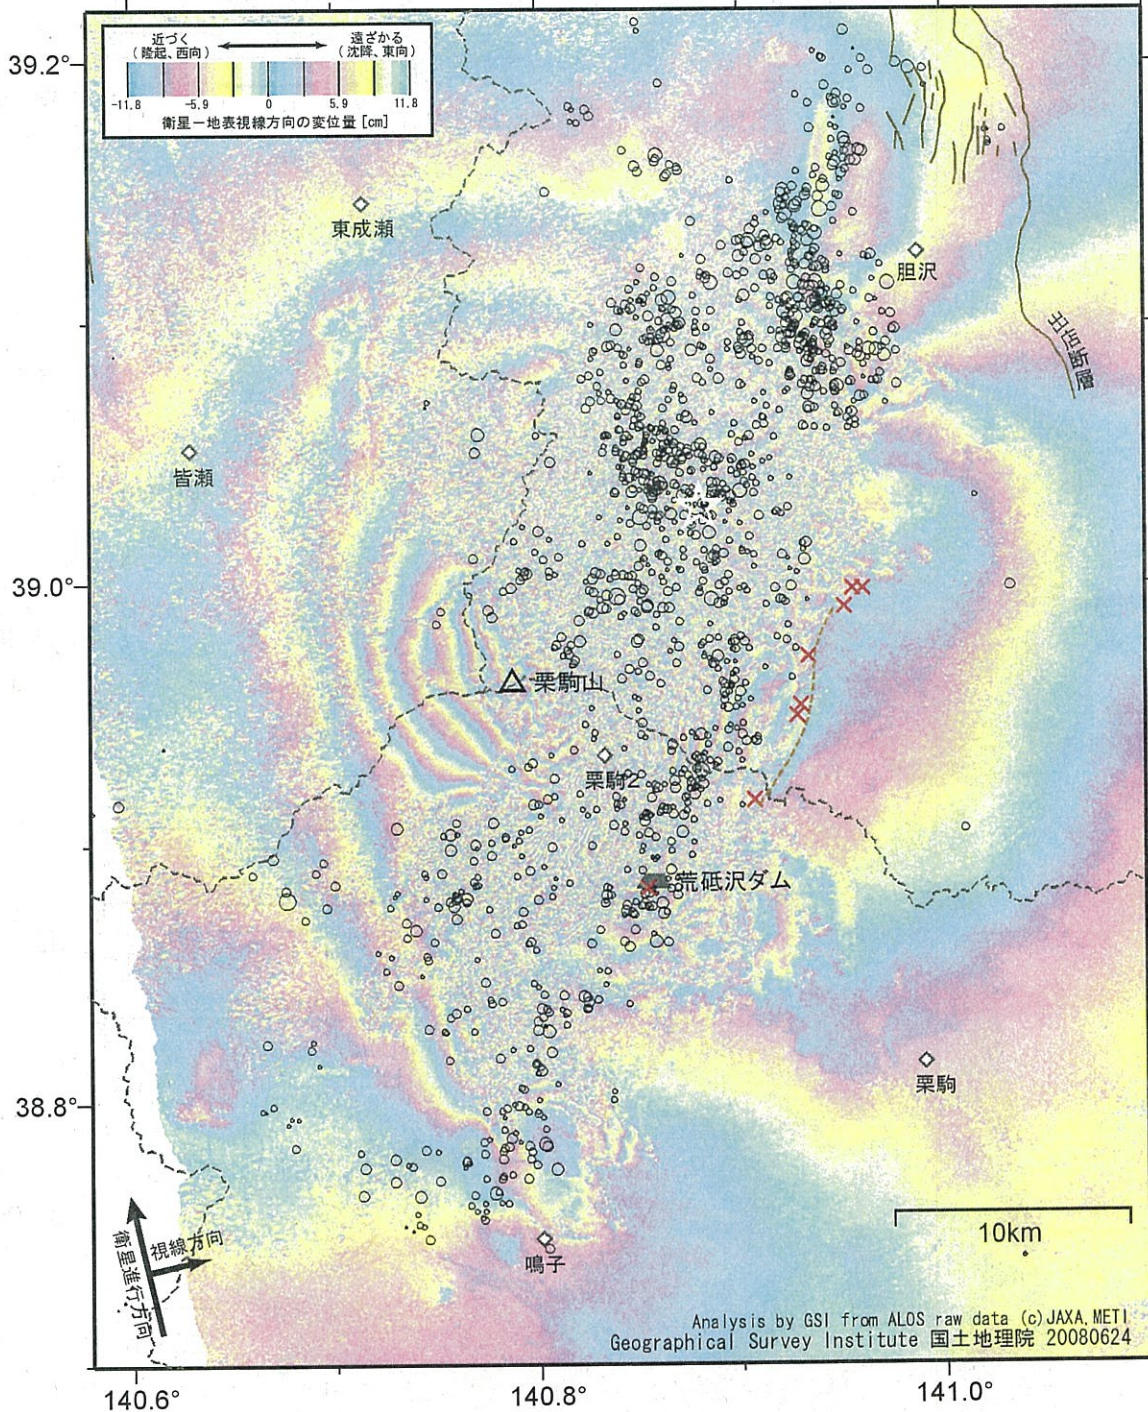 近づく
(隆起、西向)
遠ざかる
(沈降、東向)
-11.8 -5.9 0 5.9 11.8
衛星－地表視線方向の変位量 [cm]
39.2°
東成瀬
胆沢
出店断層
皆瀬
39.0°
栗駒山
栗駒2
荒砥沢ダム
栗駒
38.8°
視線方向
衛星進行方向
10km
鳴子
Analysis by GSI from ALOS raw data (c)JAXA, METI
Geographical Survey Institute 国土地理院 20080624
140.6° 140.8° 141.0°